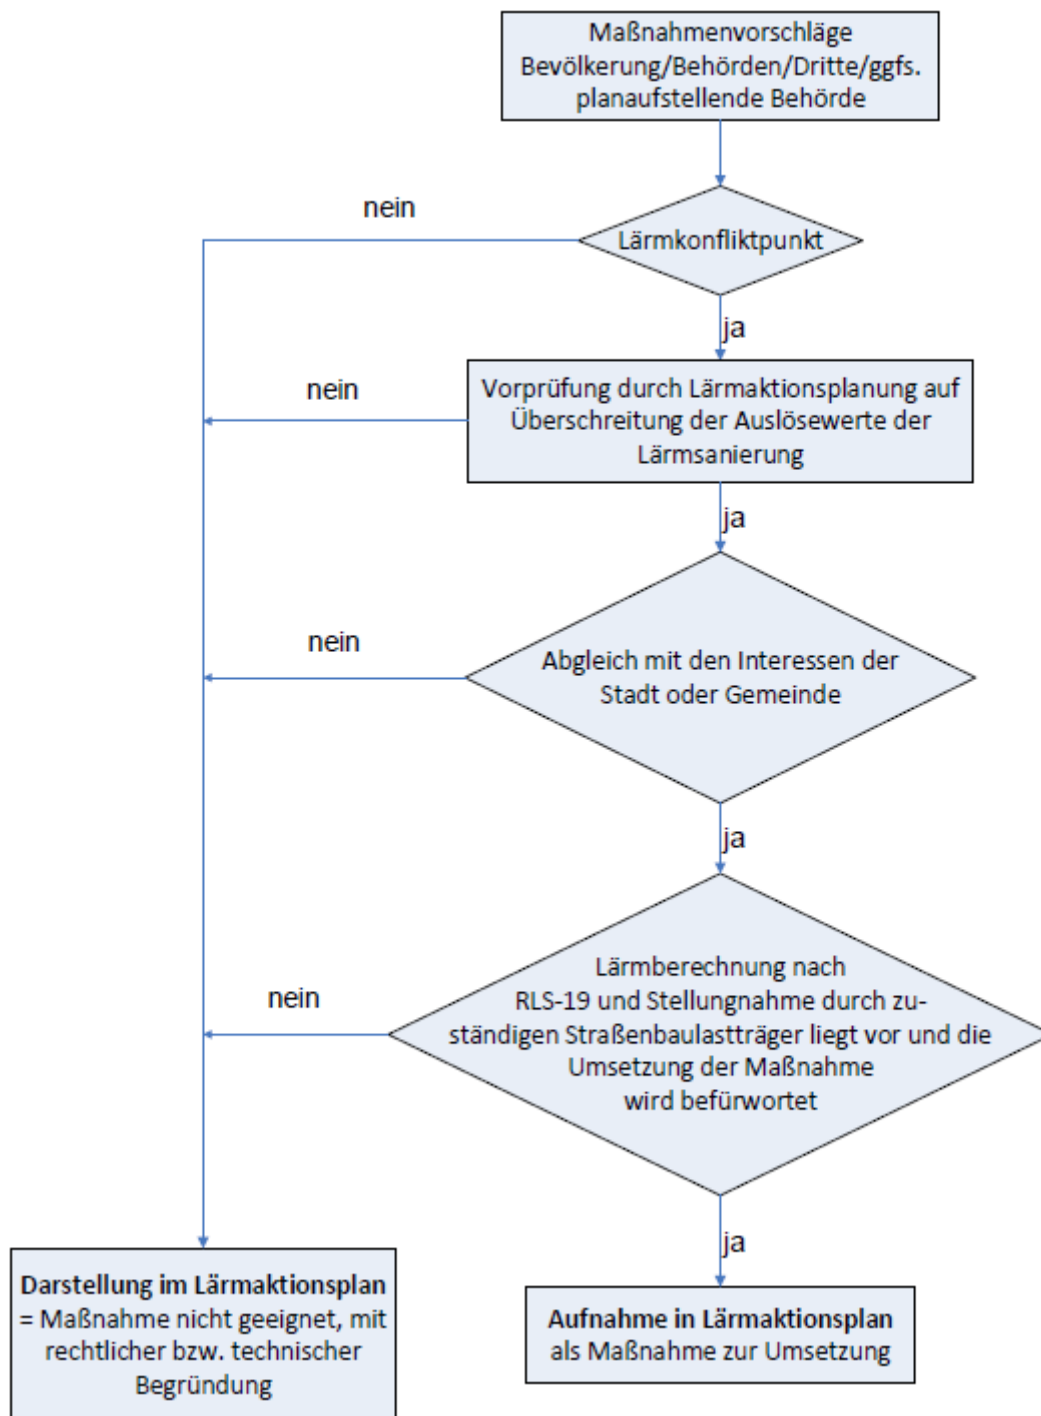 Maßnahmenvorschläge
Bevölkerung/Behörden/Dritte/ggfs.
planaufstellende Behörde
nein
Lärmkonfliktpunkt
ja
nein
Vorprüfung durch Lärmaktionsplanung auf
Überschreitung der Auslösewerte der
Lärmsanierung
ja
nein
Abgleich mit den Interessen der
Stadt oder Gemeinde
ja
nein
Lärmberechnung nach
RLS-19 und Stellungnahme durch zu-
ständigen Straßenbaulastträger liegt vor und die
Umsetzung der Maßnahme
wird befürwortet
ja
Darstellung im Lärmaktionsplan
= Maßnahme nicht geeignet, mit
rechtlicher bzw. technischer
Begründung
Aufnahme in Lärmaktionsplan
als Maßnahme zur Umsetzung